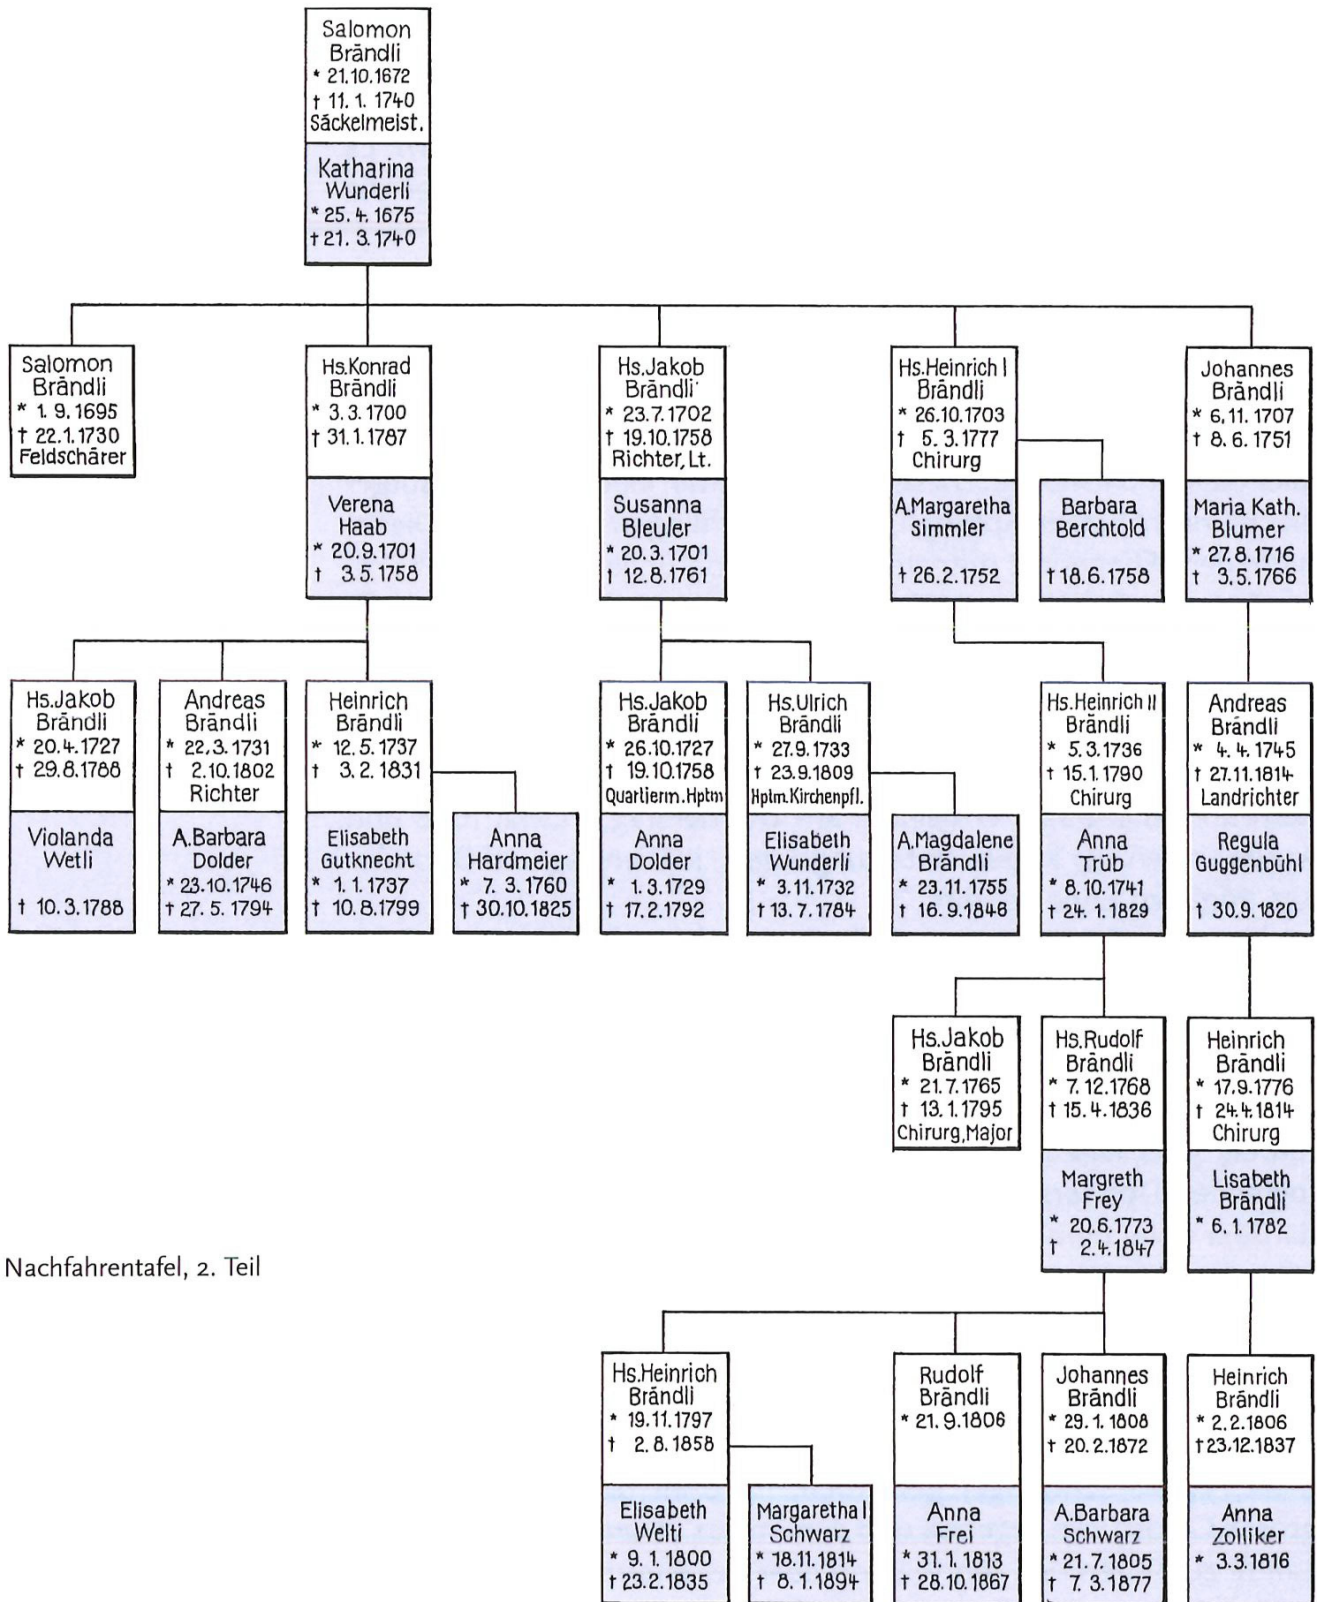 Salomon
Brändli
* 21.10.1672
† 11. 1. 1740
Säckelmeist.
Katharina
Wunderli
* 25. 4. 1675
† 21. 3. 1740
Salomon
Brändli
* 1. 9. 1695
† 22.1.1730
Feldschärer
Hs.Konrad
Brändli
* 3.3.1700
† 31.1.1787
Verena
Haab
* 20.9.1701
† 3.5.1758
Hs.Jakob
Brändli
* 23.7.1702
† 19.10.1758
Richter, Lt.
Susanna
Bleuler
* 20.3.1701
† 12.8.1761
Hs.Heinrich I
Brändli
* 26.10.1703
† 5. 3.1777
Chirurg
A.Margaretha
Simmler
† 26.2.1752
Barbara
Berchtold
† 18.6.1758
Johannes
Brändli
* 6.11.1707
† 8. 6. 1751
Maria Kath.
Blumer
* 27.8.1716
† 3.5.1766
Hs.Jakob
Brändli
* 20.4.1727
† 29.8.1788
Violanda
Wetli
† 10.3.1788
Andreas
Brändli
* 22.3.1731
† 2.10.1802
Richter
A.Barbara
Dolder
* 23.10.1746
† 27. 5. 1794
Heinrich
Brändli
* 12.5.1737
† 3.2.1831
Elisabeth
Gutknecht
* 1. 1.1737
† 10.8.1799
Anna
Hardmeier
* 7. 3.1760
† 30.10.1825
Hs.Jakob
Brändli
* 26.10.1727
† 19.10.1758
Quartierm.Hptm
Anna
Dolder
* 1.3.1729
† 17.2.1792
Hs.Ulrich
Brändli
* 27.9.1733
† 23.9.1809
Hptm.Kirchenpfl.
Elisabeth
Wunderli
* 3.11.1732
† 13.7.1784
A.Magdalene
Brändli
* 23.11.1755
† 16.9.1846
Hs.Heinrich II
Brändli
* 5.3.1736
† 15.1.1790
Chirurg
Anna
Trüb
* 8.10.1741
† 24. 1.1829
Andreas
Brändli
* 4. 4.1745
† 27.11.1814
Landrichter
Regula
Guggenbühl
† 30.9.1820
Hs.Jakob
Brändli
* 21.7.1765
† 13.1.1795
Chirurg, Major
Hs.Rudolf
Brändli
* 7.12.1768
† 15.4.1836
Margreth
Frey
* 20.6.1773
† 2.4.1847
Heinrich
Brändli
* 17.9.1776
† 24.4.1814
Chirurg
Lisabeth
Brändli
* 6.1.1782
Nachfahrentafel, 2. Teil
Hs.Heinrich
Brändli
* 19.11.1797
† 2.8.1858
Elisabeth
Welti
* 9. 1. 1800
† 23.2.1835
Margaretha I
Schwarz
* 18.11.1814
† 8.1.1894
Rudolf
Brändli
* 21. 9.1806
Anna
Frei
* 31. 1. 1813
† 28.10.1867
Johannes
Brändli
* 29.1. 1808
† 20.2.1872
A.Barbara
Schwarz
* 21.7.1805
† 7. 3.1877
Heinrich
Brändli
* 2.2.1806
† 23.12.1837
Anna
Zolliker
* 3.3.1816